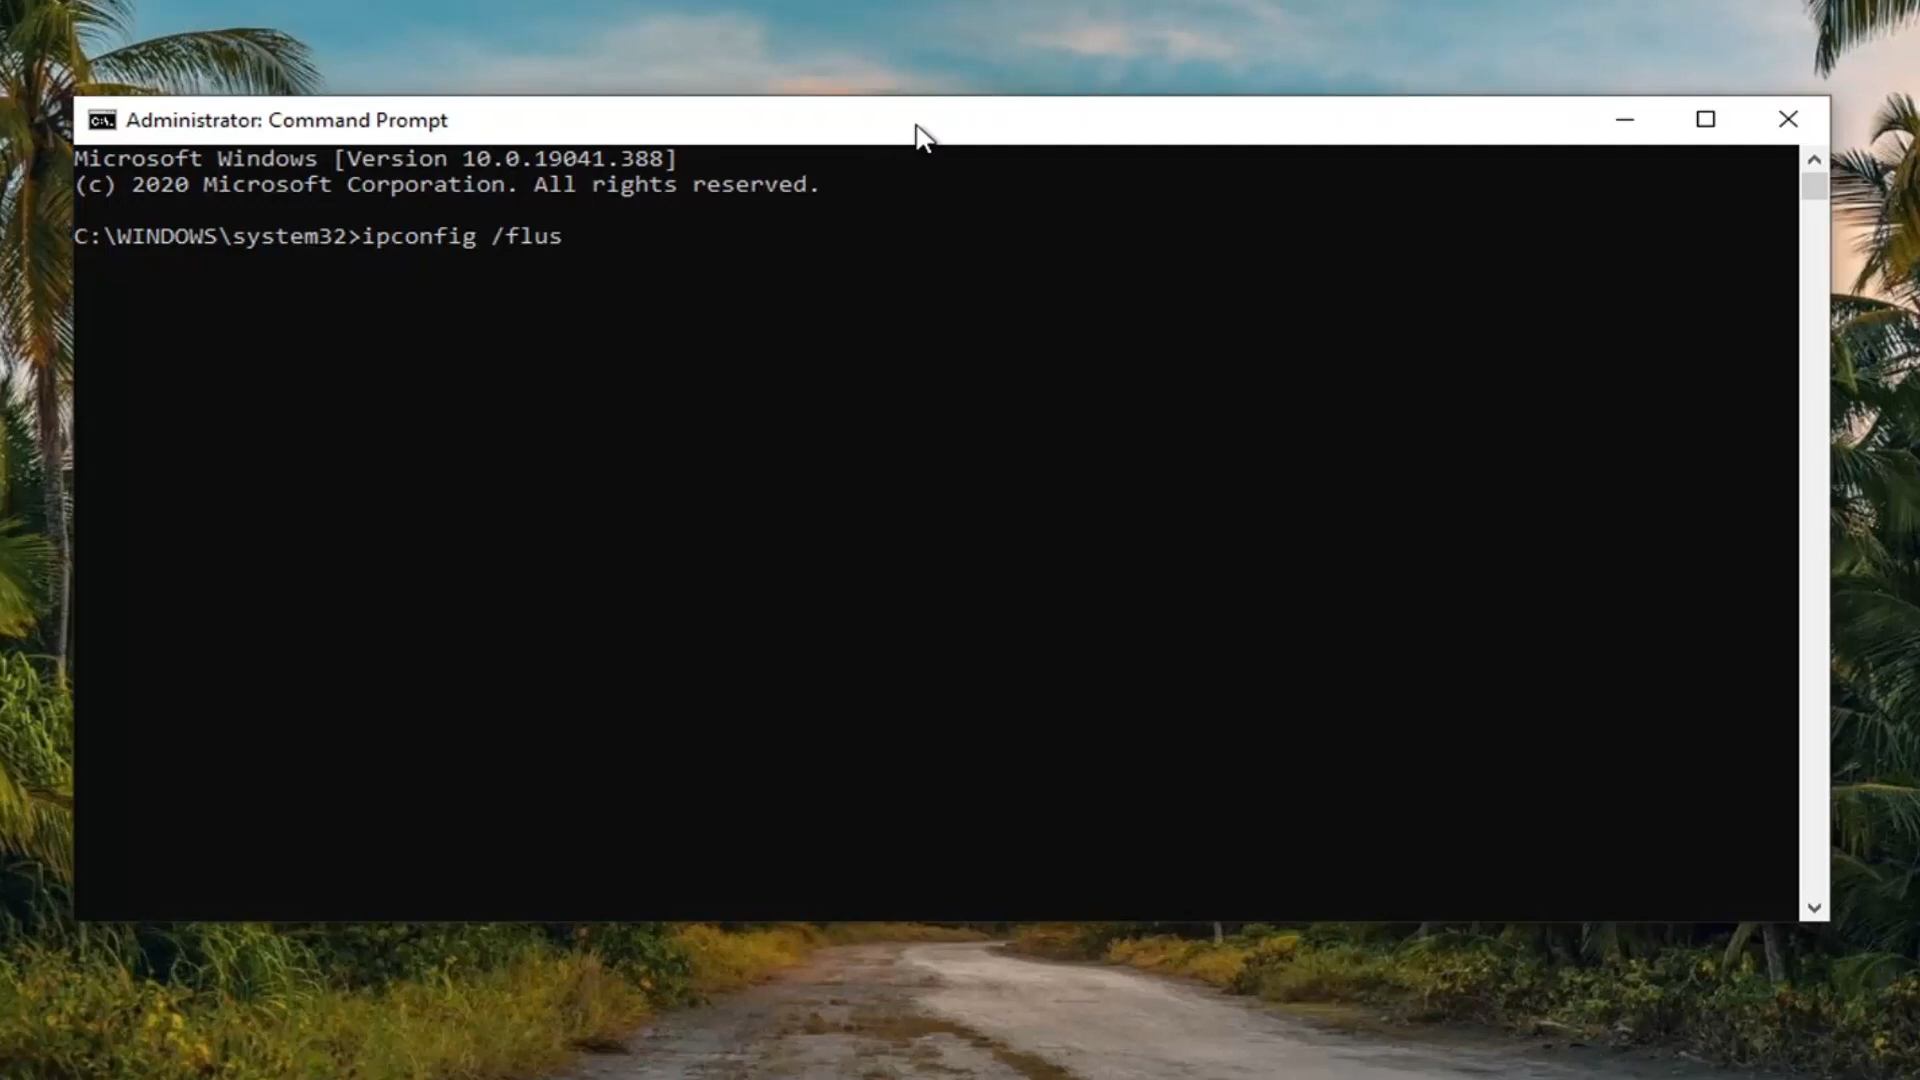 Administrator: Command Prompt
Microsoft Windows [Version 10.0.19041.388]
(c) 2020 Microsoft Corporation. All rights reserved.
C:\WINDOWS\system32>ipconfig /flus